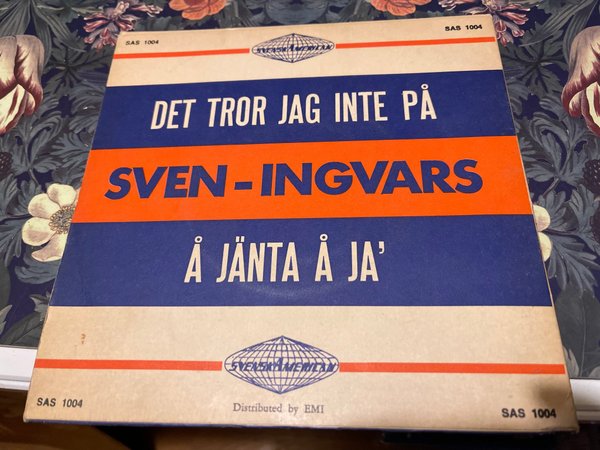 SAS 1004
SVENSKAMERICAN
SAS 1004
DET TROR JAG INTE PÅ
SVEN-INGVARS
Å JÄNTA Å JA'
SVENSKAMERICAN
SAS 1004
Distributed by EMI
SAS 1004